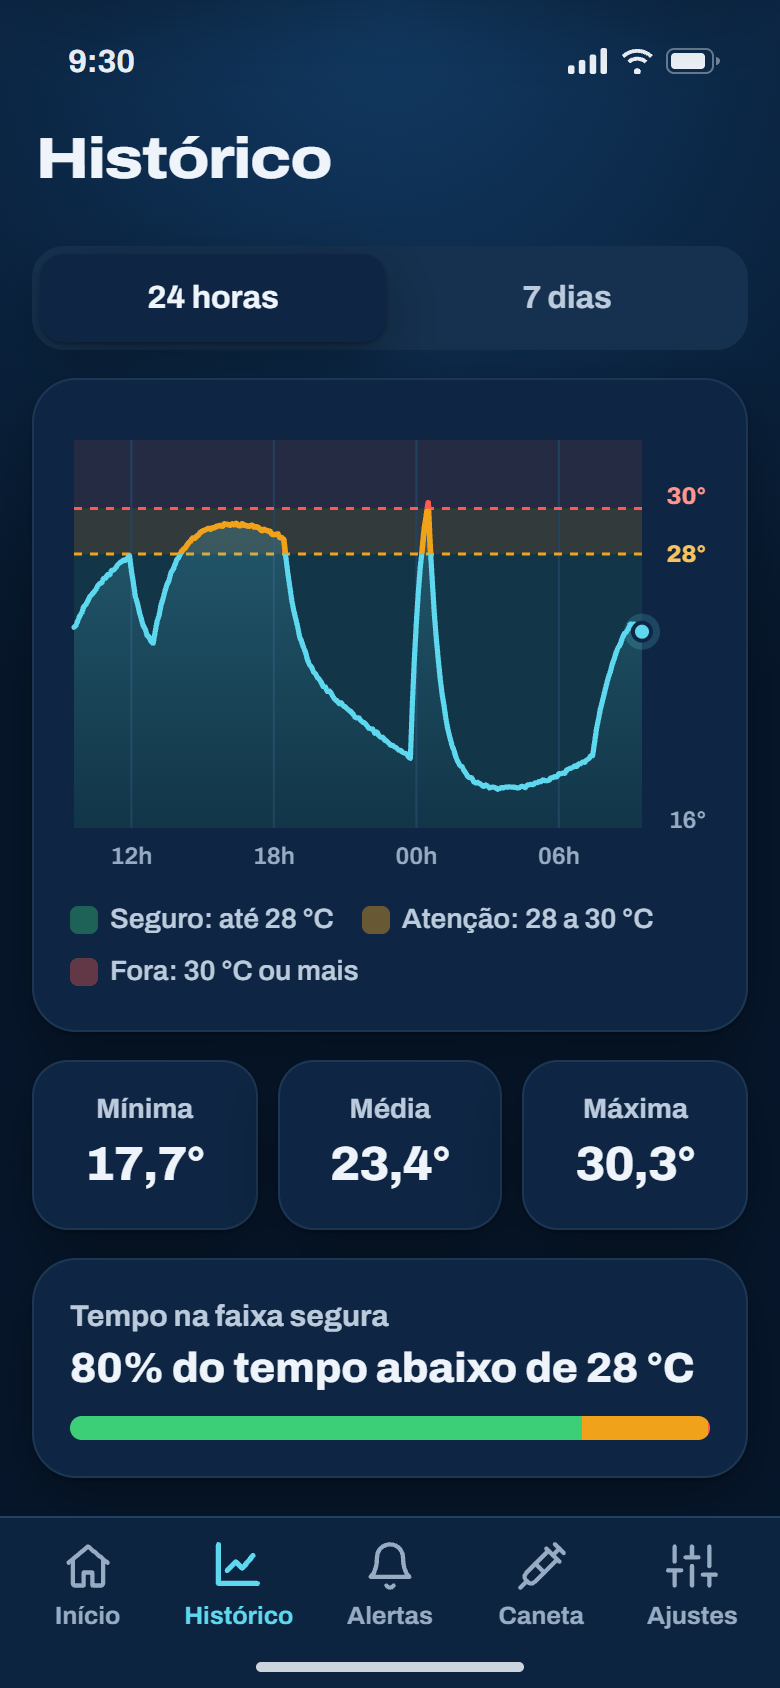 9:30
Histórico
24 horas
7 dias
30°
28°
16°
12h 18h 00h 06h
Seguro: até 28 °C Atenção: 28 a 30 °C
Fora: 30 °C ou mais
Mínima
17,7°
Média
23,4°
Máxima
30,3°
Tempo na faixa segura
80% do tempo abaixo de 28 °C
Início Histórico Alertas Caneta Ajustes